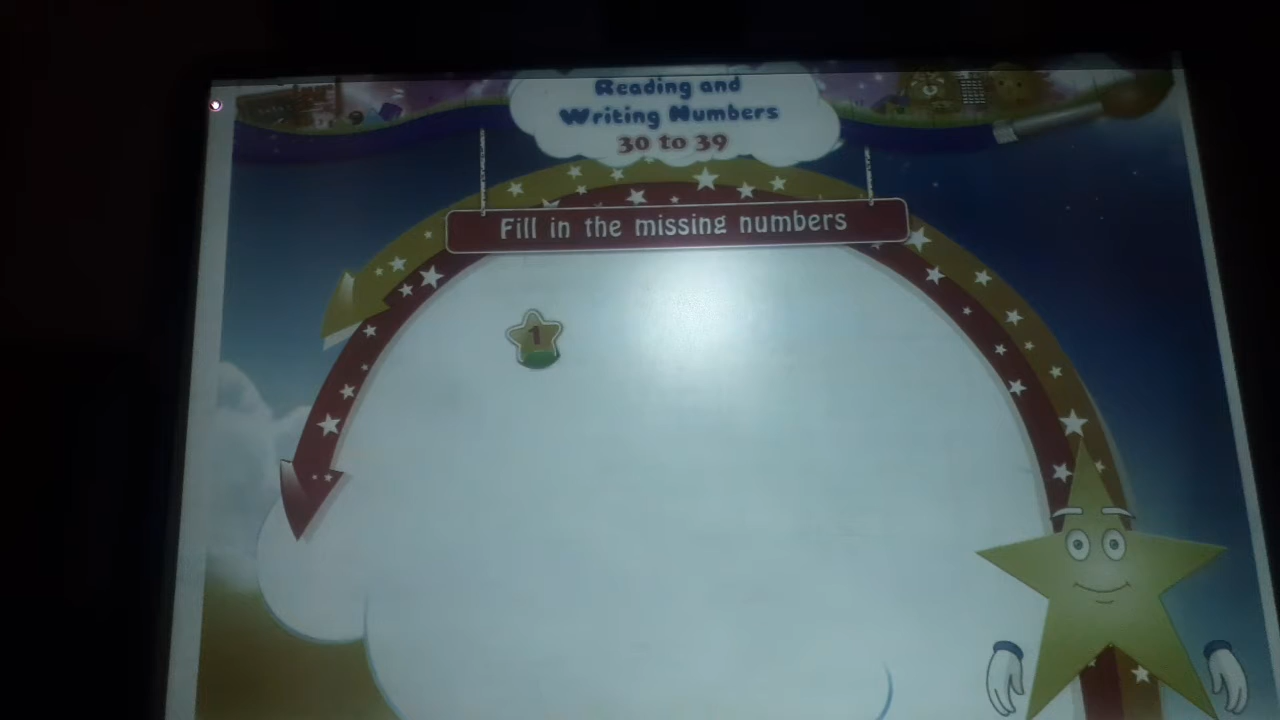 Reading and
Writing Numbers
30 to 39
Fill in the missing numbers
1